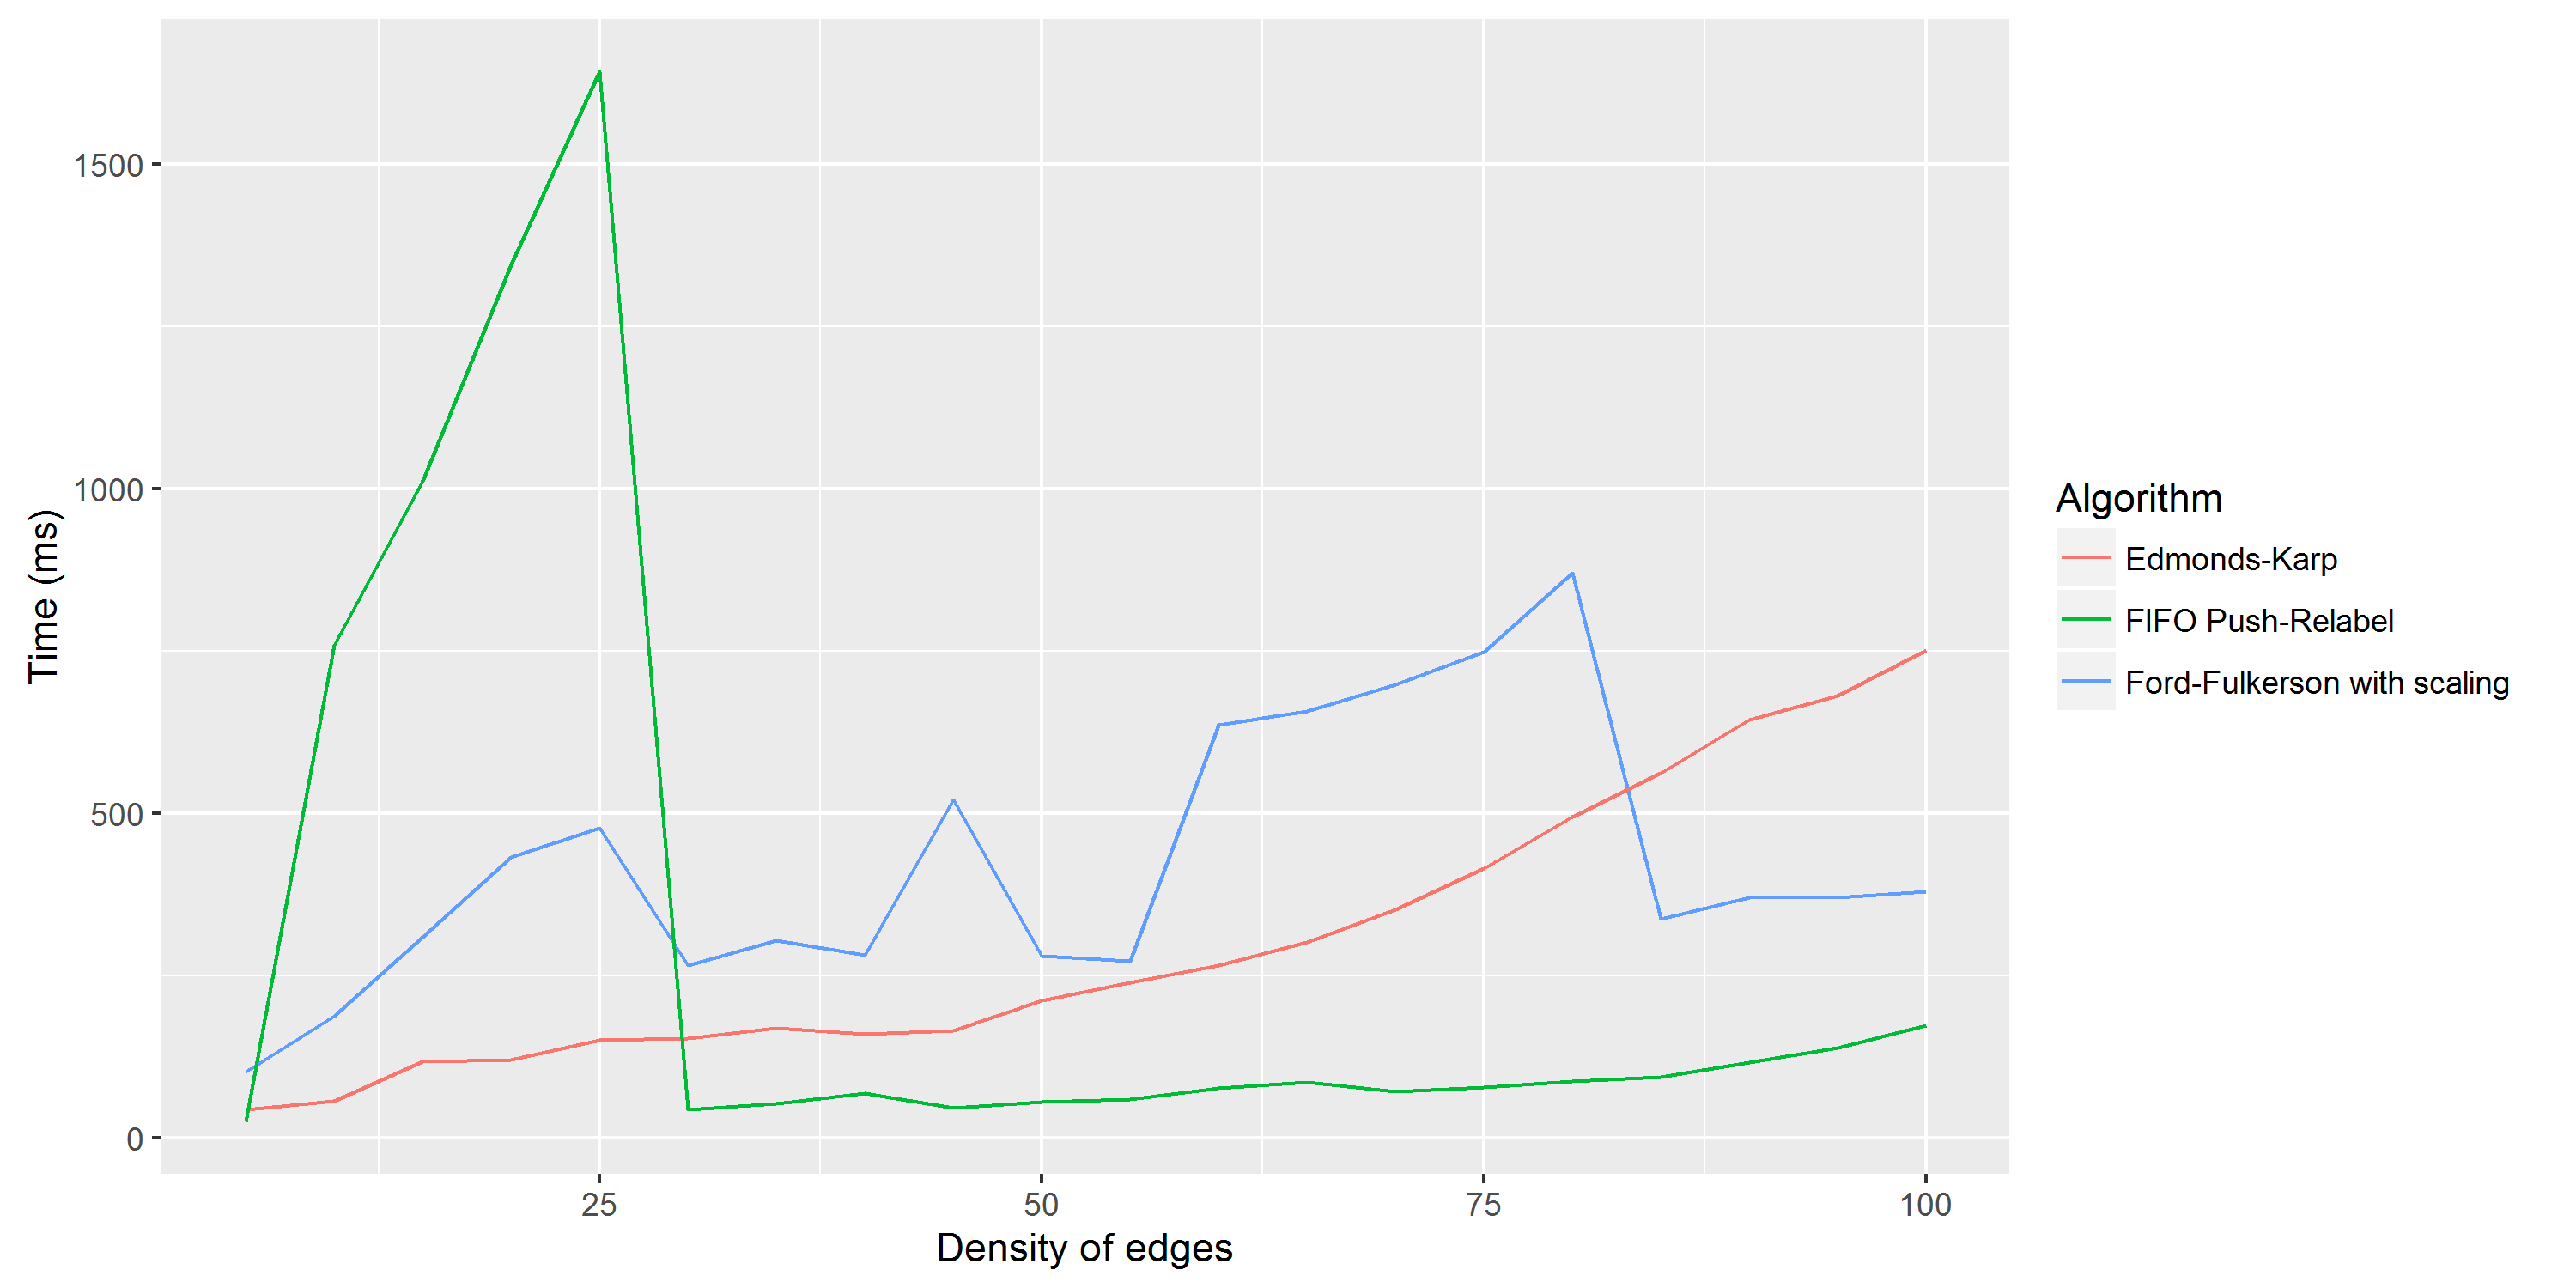 1500
1000
500
0
Time (ms)
25
50
75
100
Density of edges
Algorithm
Edmonds-Karp
FIFO Push-Relabel
Ford-Fulkerson with scaling